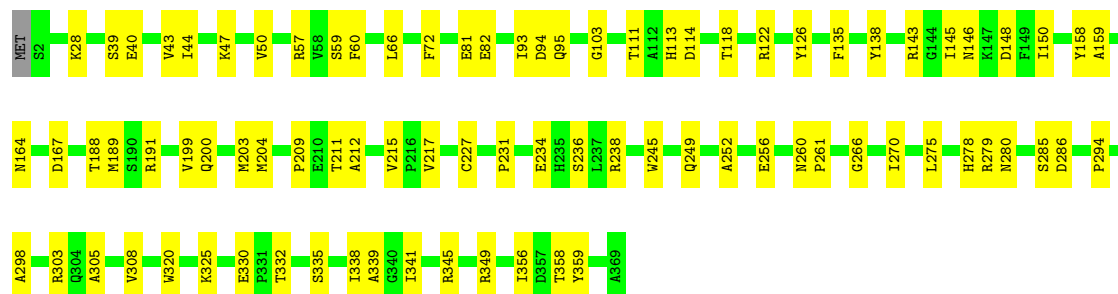 MET S2 K28 S39 E40 V43 I44 K47 V50 R57 V58 S59 F60 L66 F72 E81 E82 I93 D94 Q95 G103 T111 A112 H113 D114 T118 R122 Y126 F135 Y138 R143 G144 I145 N146 K147 D148 F149 I150 Y158 A159
N164 D167 T188 M189 S190 R191 V199 Q200 M203 M204 P209 E210 T211 A212 V215 P216 V217 C227 P231 E234 H235 S236 L237 R238 W245 Q249 A252 E256 N260 P261 G266 I270 L275 H278 R279 N280 S285 D286 P294
A298 R303 Q304 A305 V308 W320 K325 E330 P331 T332 S335 I338 A339 G340 I341 R345 R349 I356 D357 T358 Y359 A369